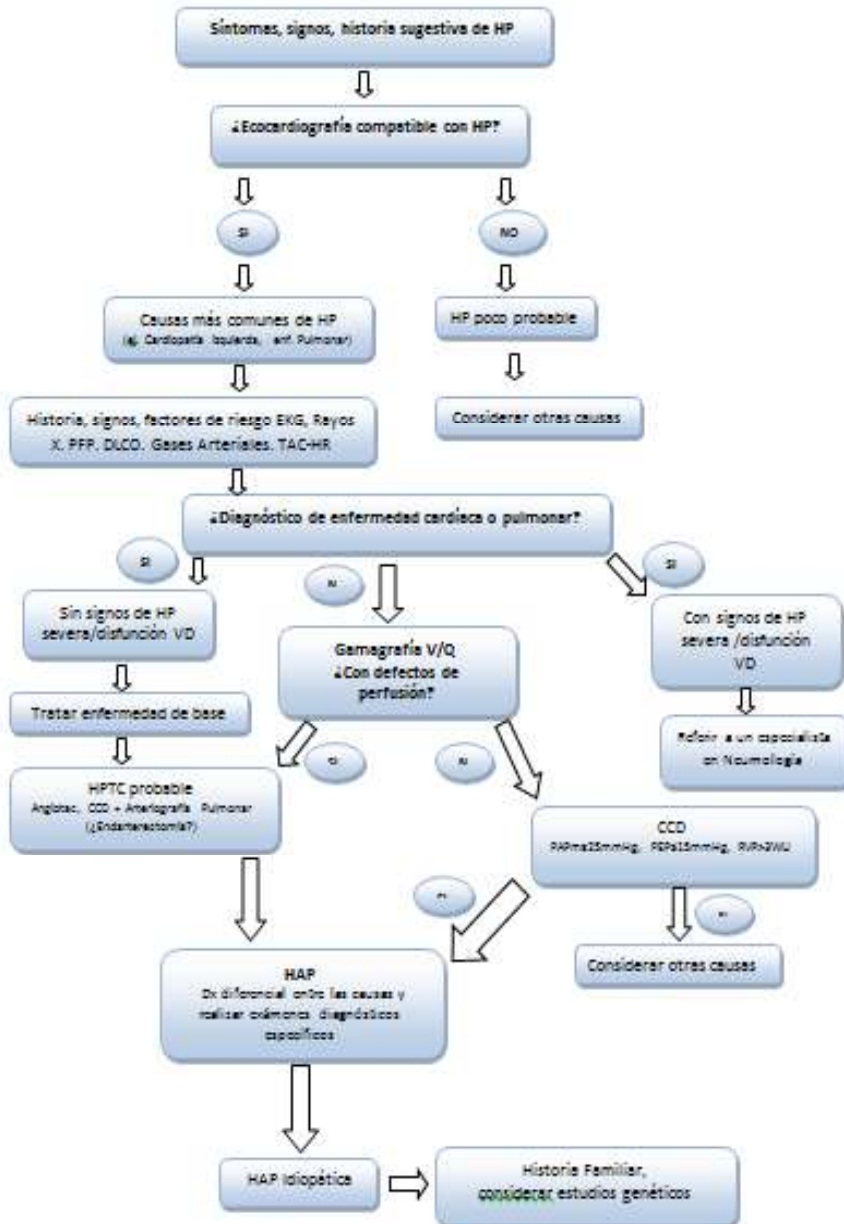 Síntomas, signos, historia sugestiva de HP
¿Ecocardiografía compatible con HP?
SI
NO
Causas más comunes de HP
(ej. Cardiopatía Izquierda, enf. Pulmonar)
HP poco probable
Historia, signos, factores de riesgo EKG, Rayos
X. PFP. DLCO. Gases Arteriales. TAC-HR
Considerar otras causas
¿Diagnóstico de enfermedad cardíaca o pulmonar?
SI
SI
Sin signos de HP
severa/disfunción VD
Gamagrafía V/Q
¿Con defectos de
perfusión?
Con signos de HP
severa /disfunción
VD
Tratar enfermedad de base
Referir a un especialista
en Neumología
HPTC probable
Angiotac, CCD + Arteriografía Pulmonar
(¿Endarterectomía?)
CCD
HAP
Dx diferencial entre las causas y
realizar exámenes diagnósticos
específicos
Considerar otras causas
HAP Idiopática
Historia Familiar,
considerar estudios genéticos